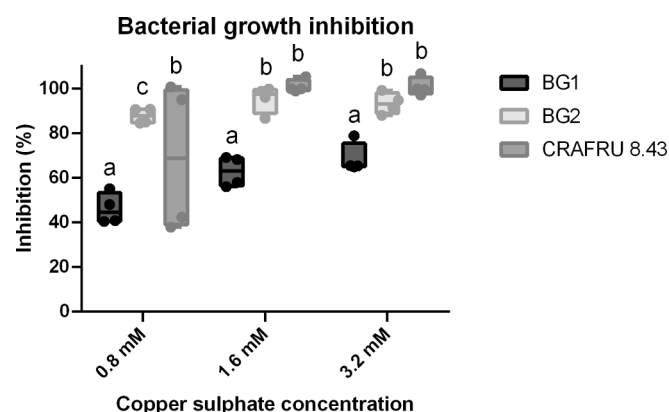 Bacterial growth inhibition
Inhibition (%)
100
80
60
40
20
0
a
c
b
a
b
b
a
b
b
0.8 mM
1.6 mM
3.2 mM
Copper sulphate concentration
BG1
BG2
CRAFRU 8.43